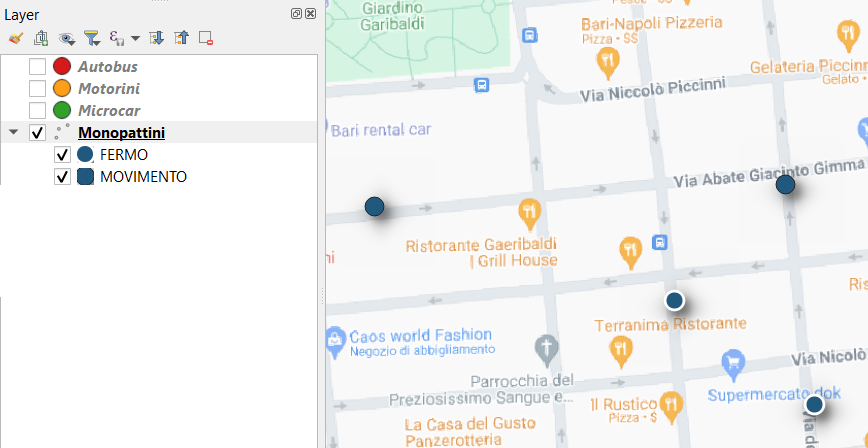 Layer
Autobus
Motorini
Microcar
Monopattini
FERMO
MOVIMENTO
Giardino
Garibaldi
Bari-Napoli Pizzeria
Pizza - $$
Gelateria
Gelato -
Via Niccolò Piccinni
Bari rental car
Via Abate Giacinto Gimma
Ristorante Gaeribaldi
| Grill House
ni
Ris
Terranima Ristorante
Caos world Fashion
Negozio di abbigliamento
Via Nicolò
Parrocchia del
Preziosissimo Sangue e...
Supermercato dok
Il Rustico
Pizza - $
La Casa del Gusto
Panzerotteria